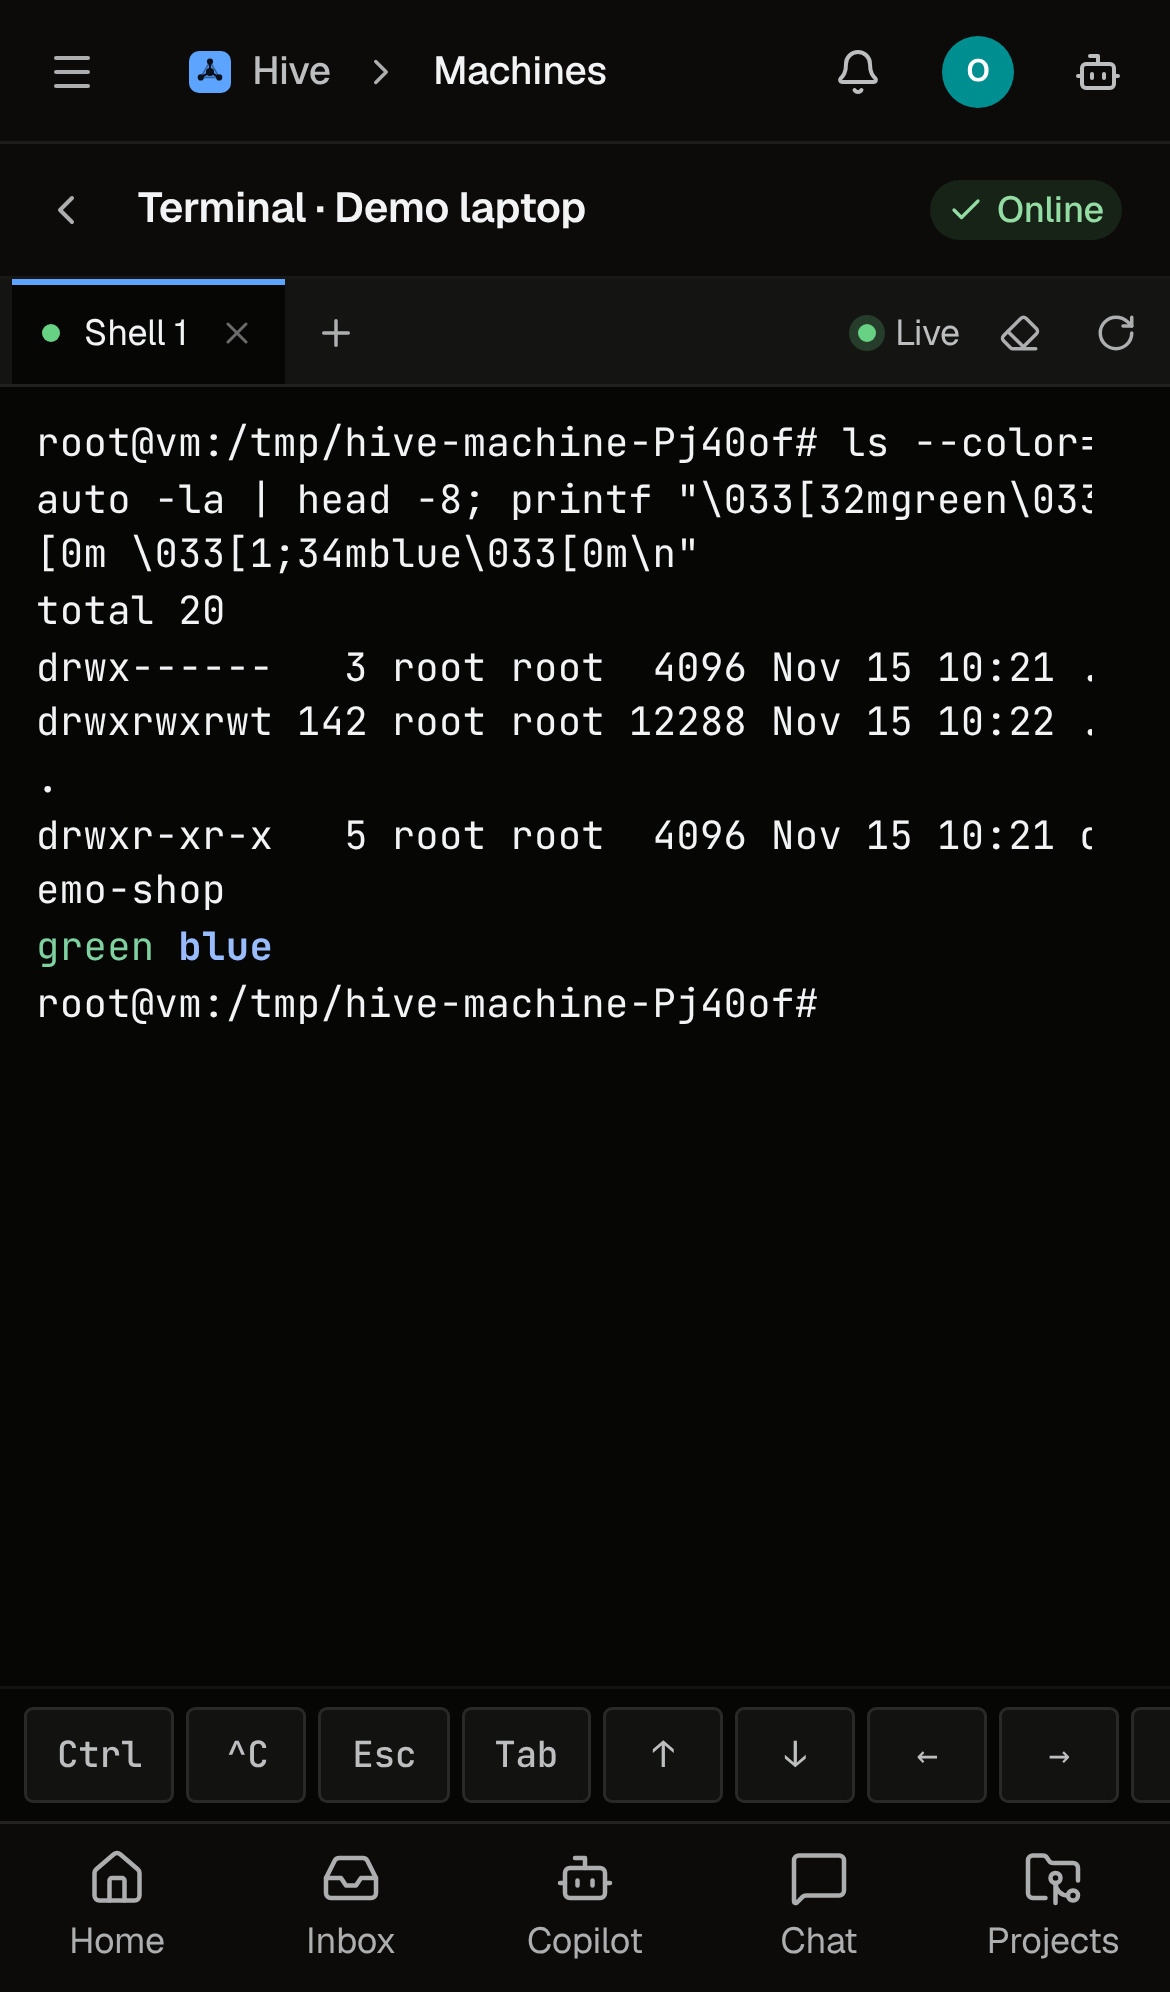 Hive > Machines
O
Terminal · Demo laptop
Online
Shell 1
Live
root@vm:/tmp/hive-machine-Pj40of# ls --color=
auto -la | head -8; printf "\033[32mgreen\033
[0m \033[1;34mblue\033[0m\n"
total 20
drwx------   3 root root  4096 Nov 15 10:21 .
drwxrwxrwt 142 root root 12288 Nov 15 10:22 .
.
drwxr-xr-x   5 root root  4096 Nov 15 10:21 d
emo-shop
green blue
root@vm:/tmp/hive-machine-Pj40of#
Ctrl ^C Esc Tab ↑ ↓ ← →
Home Inbox Copilot Chat Projects